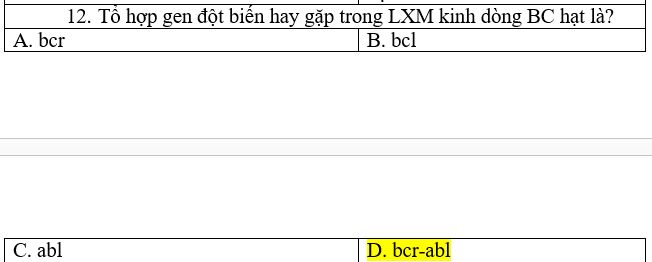 12. Tổ hợp gen đột biến hay gặp trong LXM kinh dòng BC hạt là?
A. bcr
B. bcl
C. abl
D. bcr-abl